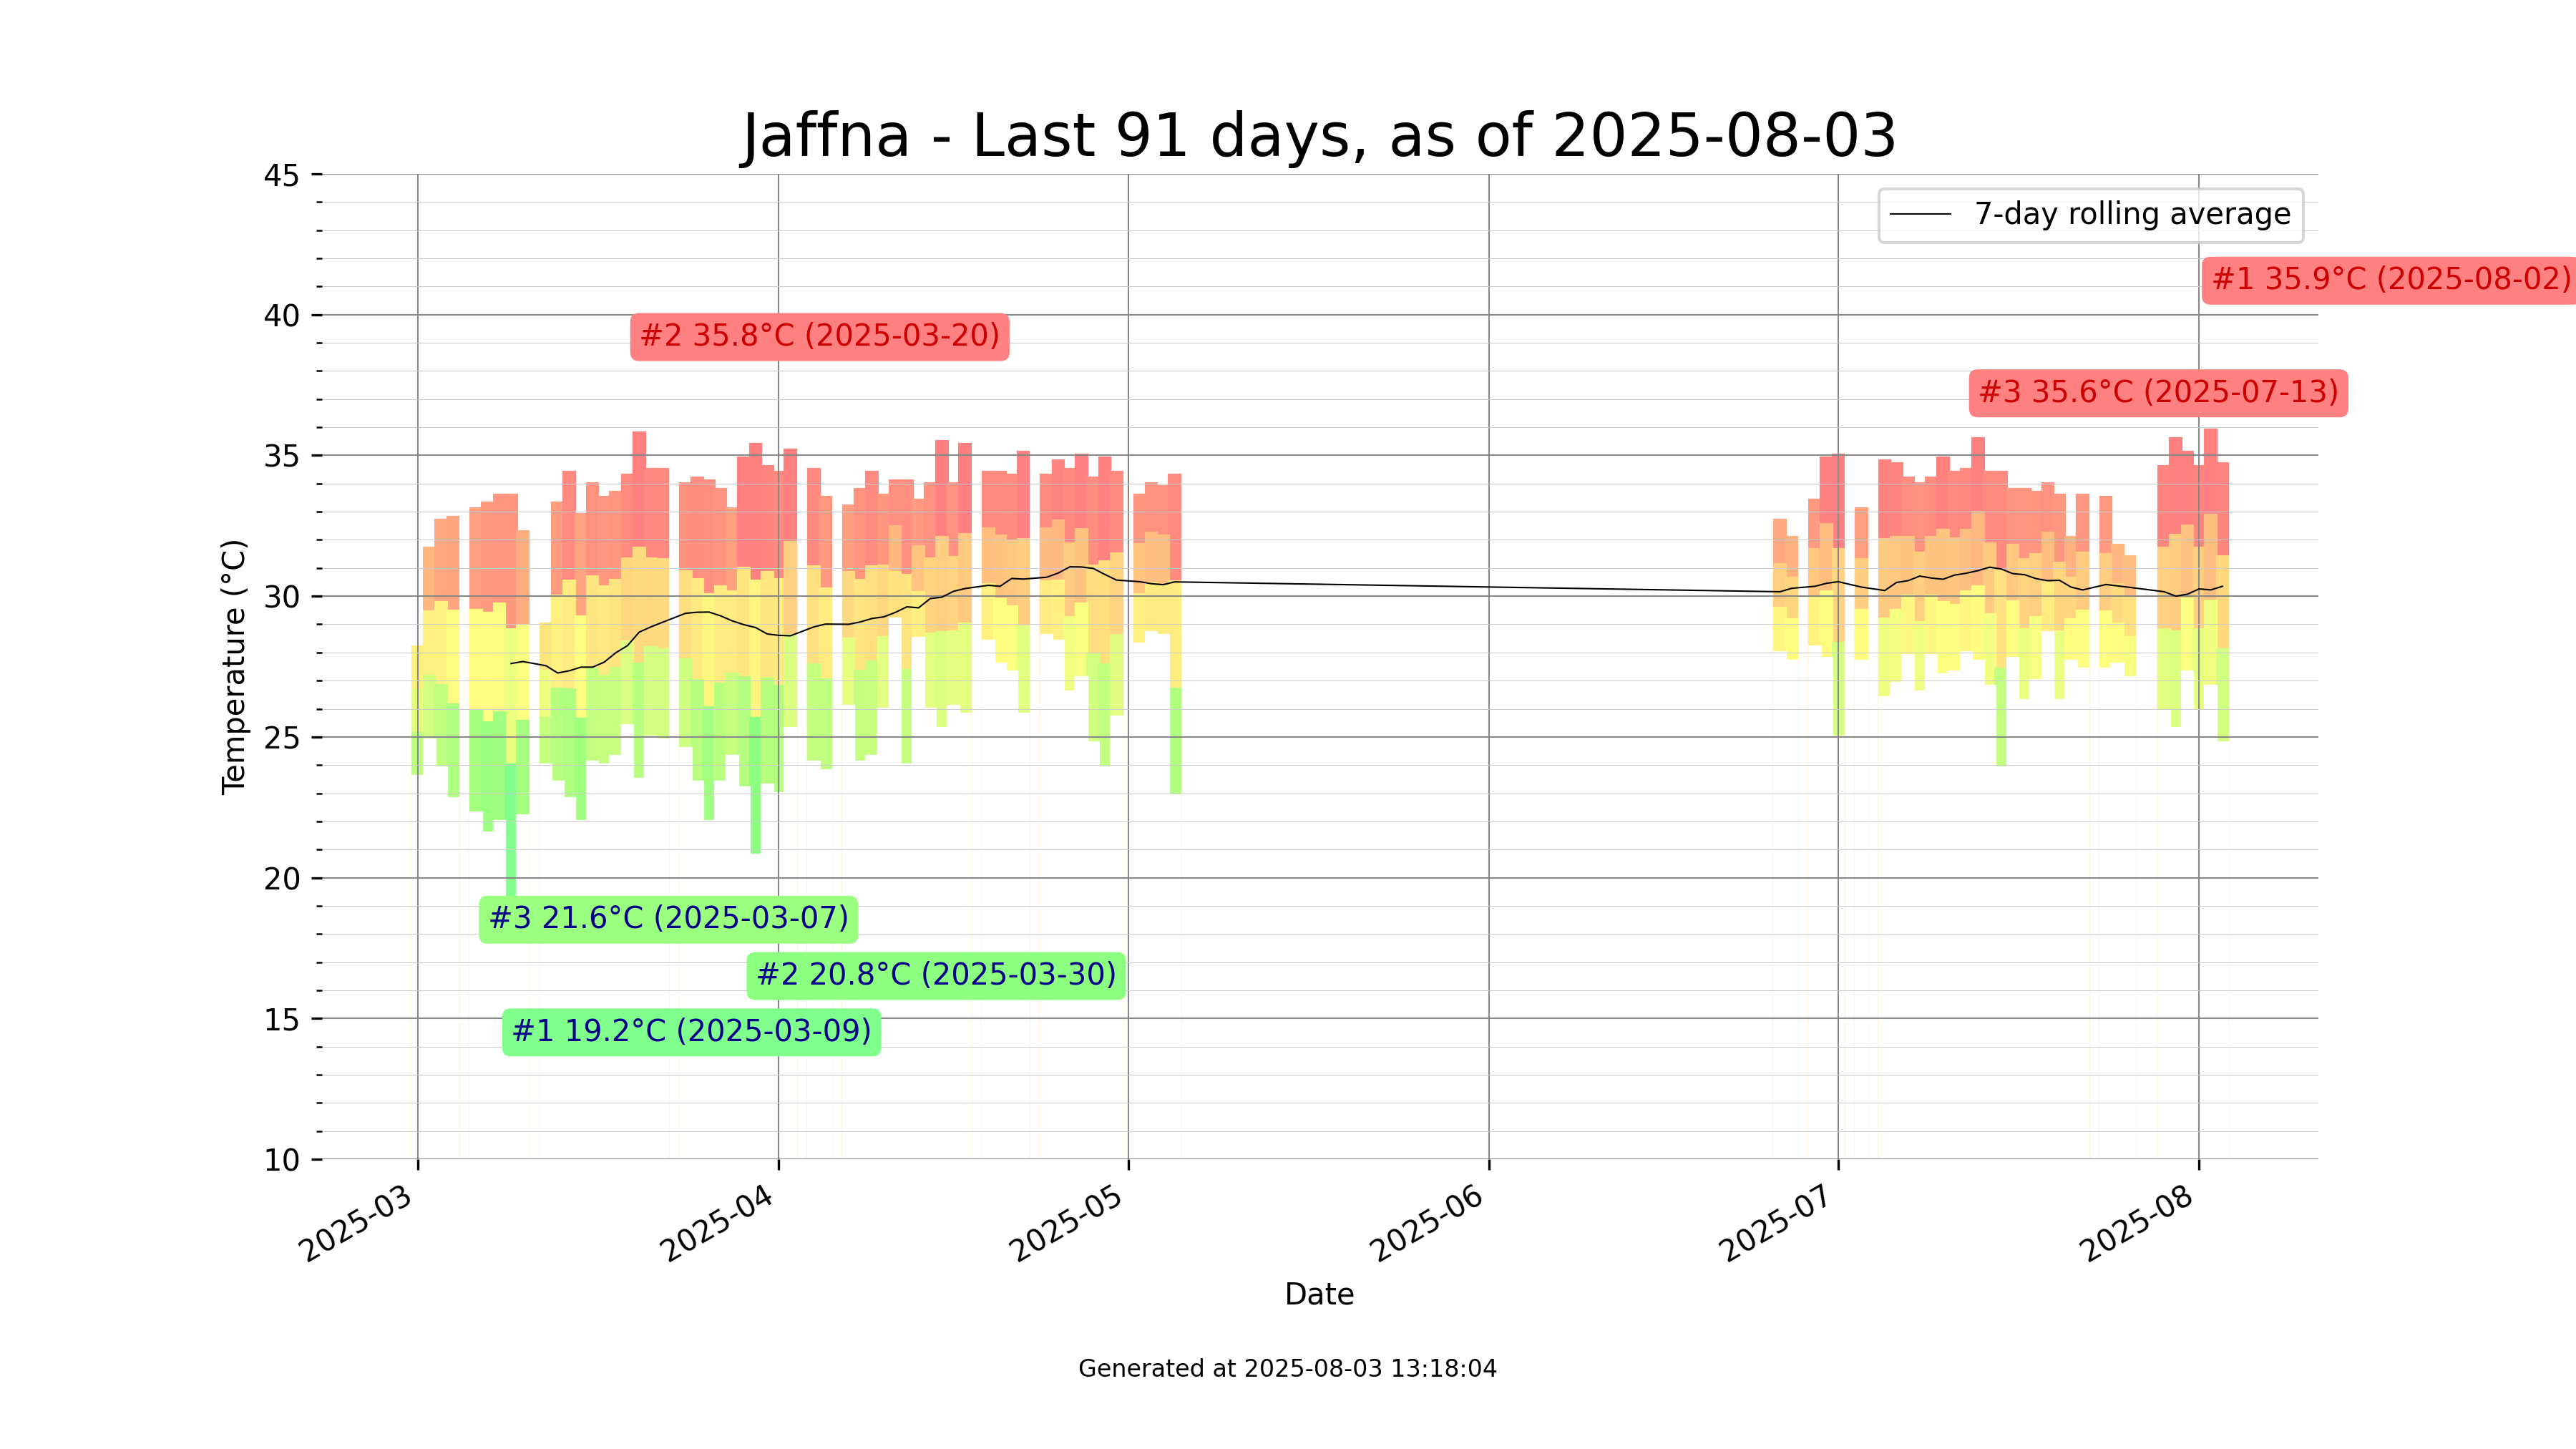 Jaffna - Last 91 days, as of 2025-08-03
7-day rolling average
#1 35.9°C (2025-08-02)
#2 35.8°C (2025-03-20)
#3 35.6°C (2025-07-13)
#3 21.6°C (2025-03-07)
#2 20.8°C (2025-03-30)
#1 19.2°C (2025-03-09)
Temperature (°C)
45
40
35
30
25
20
15
10
2025-03
2025-04
2025-05
2025-06
2025-07
2025-08
Date
Generated at 2025-08-03 13:18:04